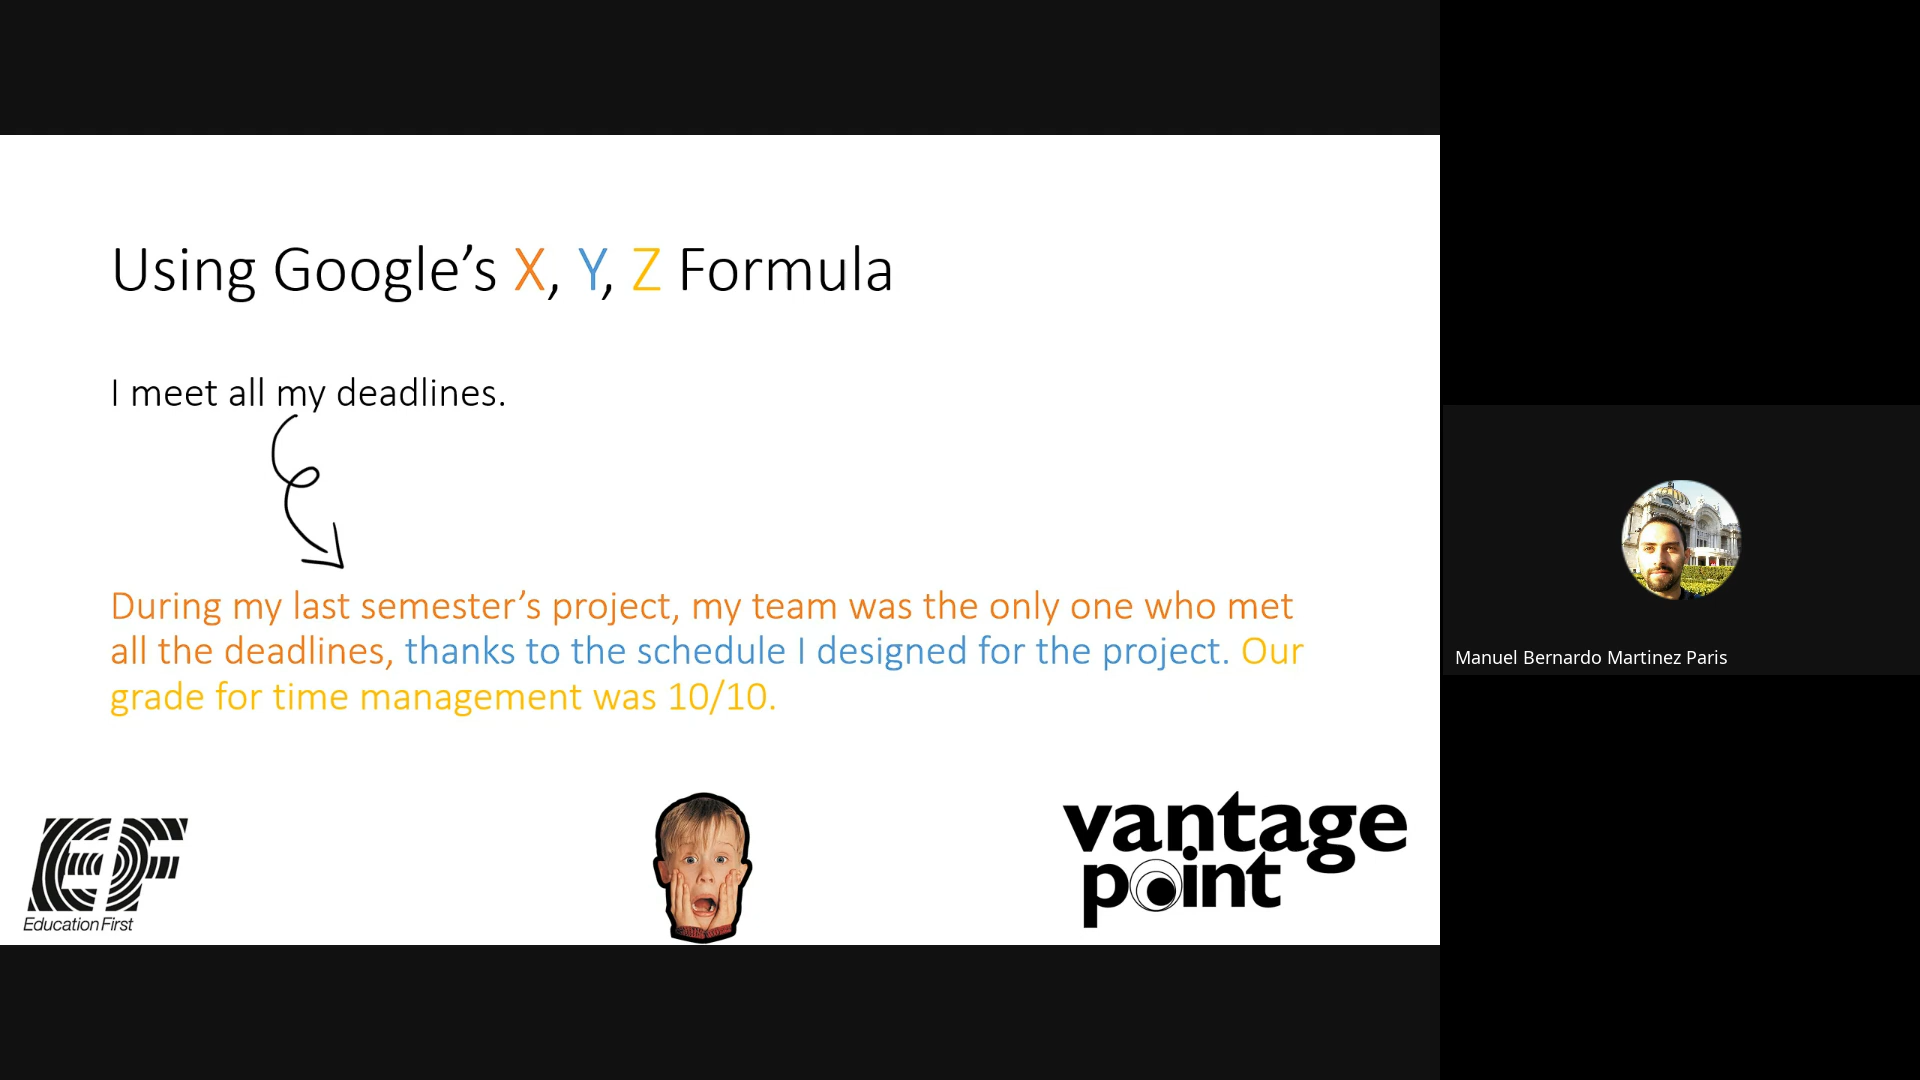 Using Google’s X, Y, Z Formula
I meet all my deadlines.
During my last semester’s project, my team was the only one who met
all the deadlines, thanks to the schedule I designed for the project. Our
grade for time management was 10/10.
EF
Education First
vantage
point
Manuel Bernardo Martinez Paris